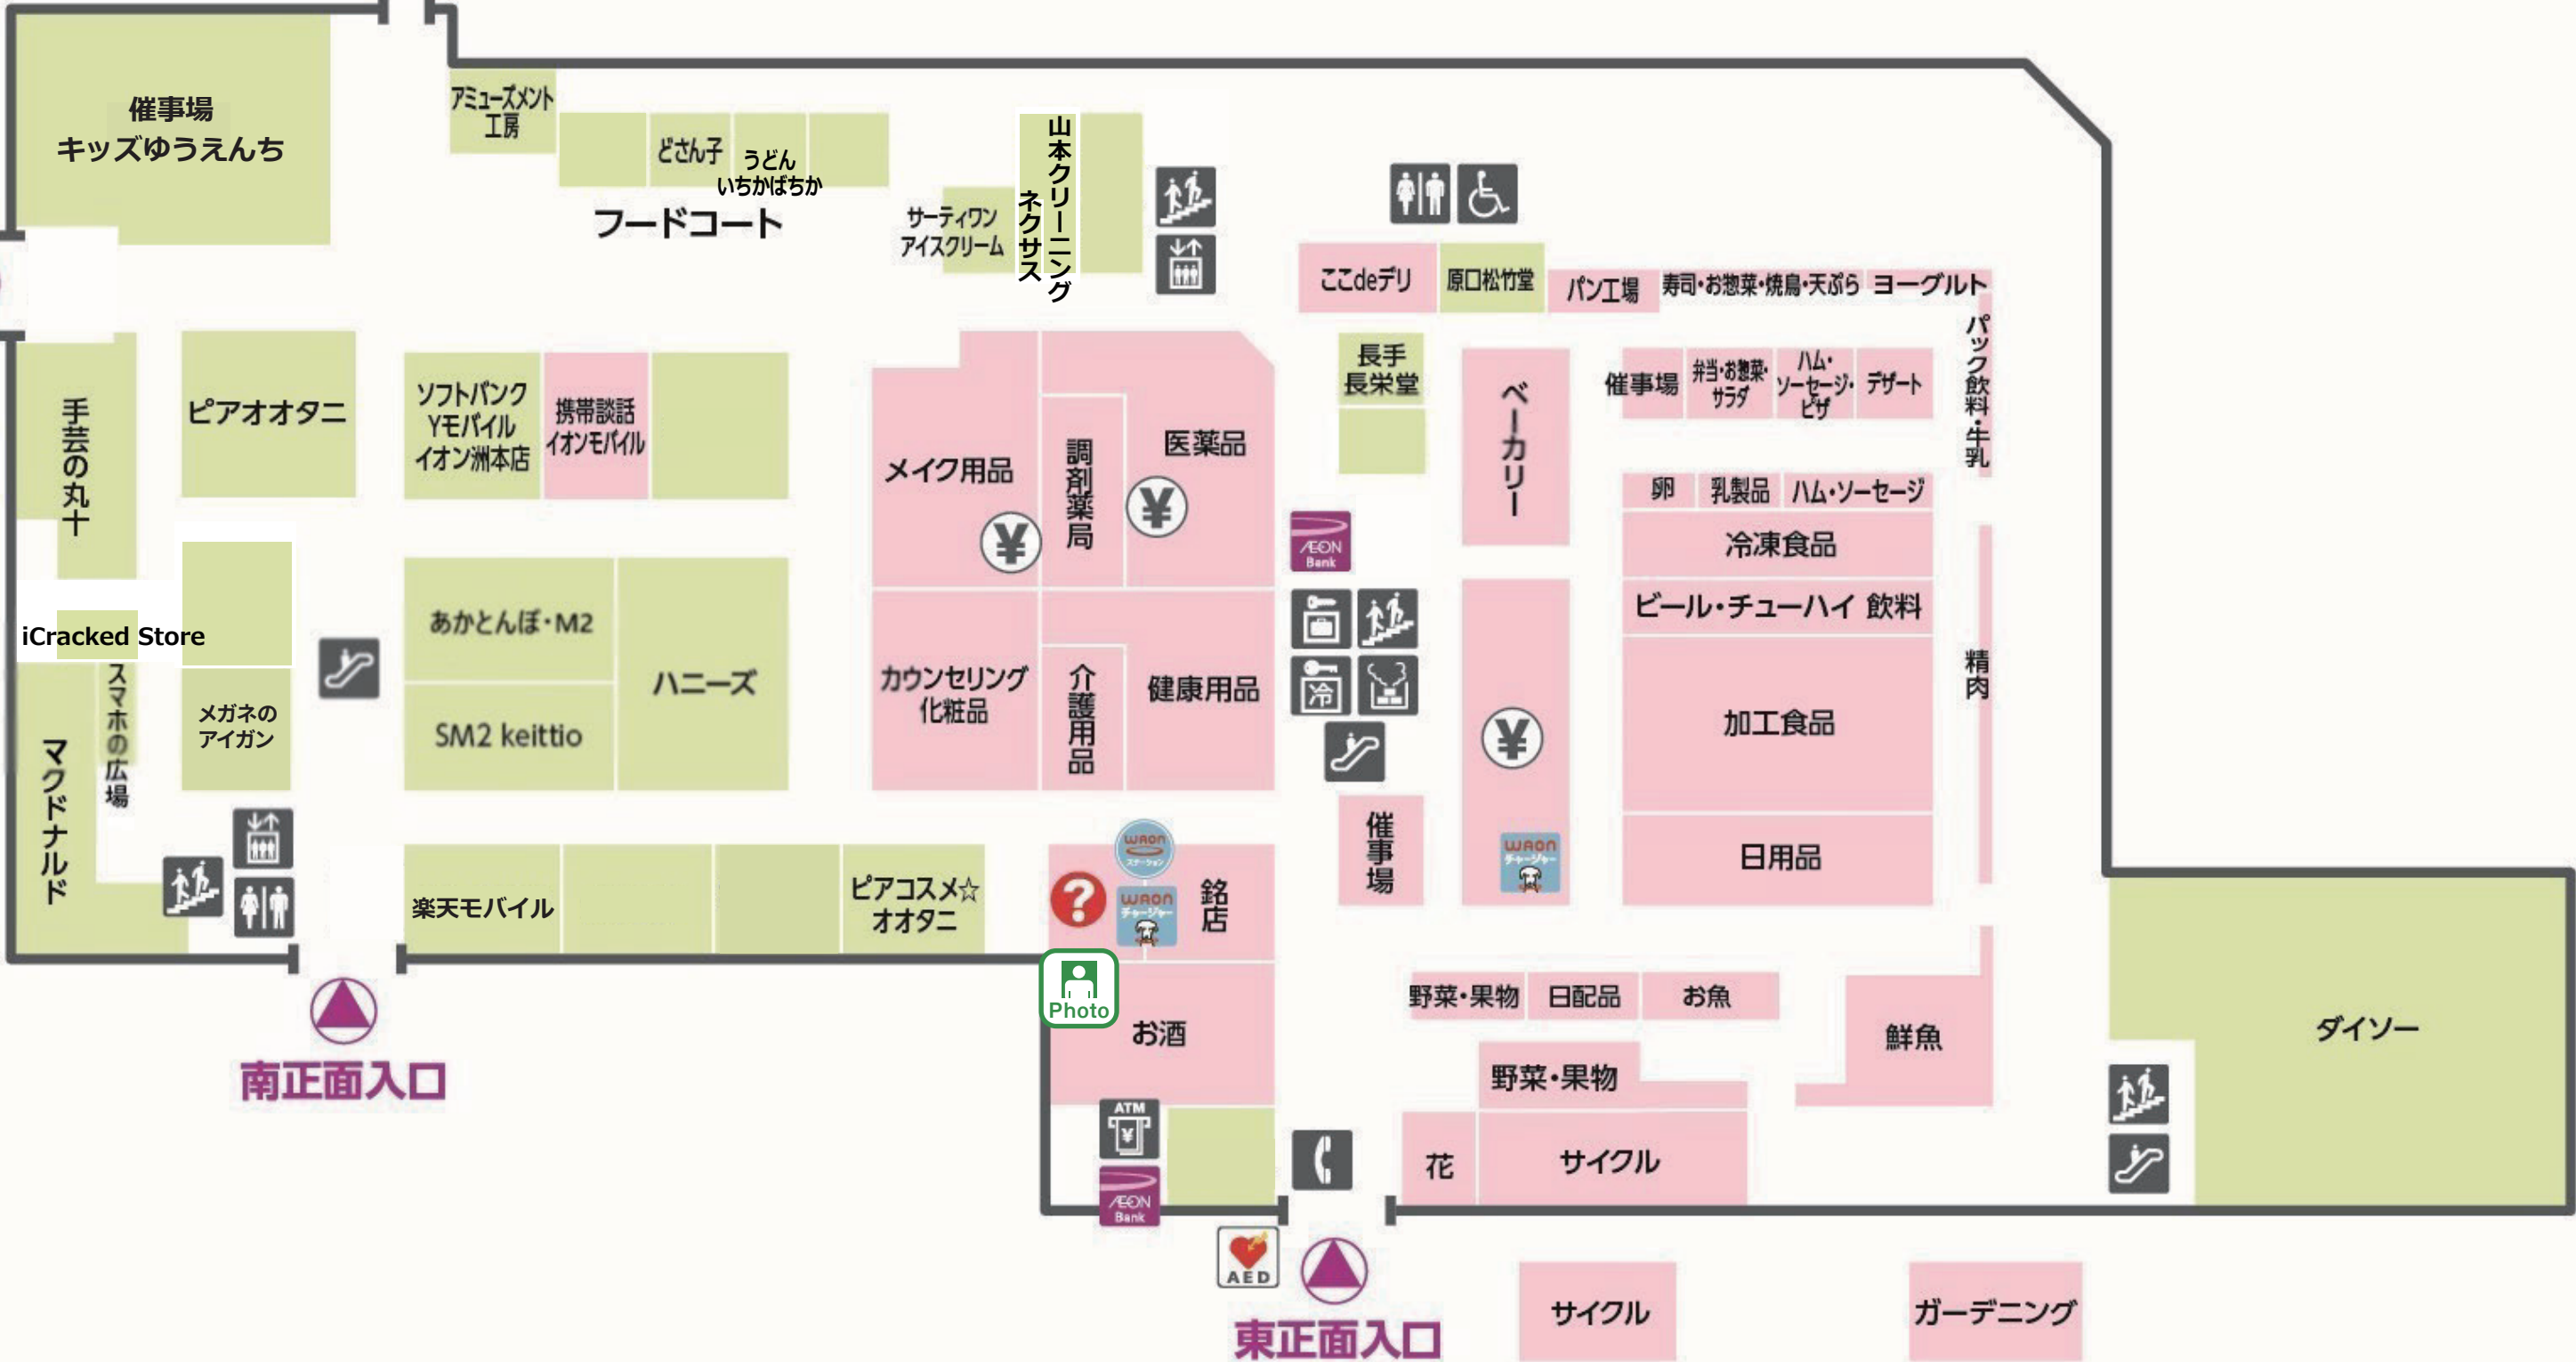 催事場
キッズゆうえんち
アミューズメント
工房
どさん子
うどん
いちかばちか
フードコート
サーティワン
アイスクリーム
山本クリーニング
ネクサス
ここdeデリ
原口松竹堂
パン工場
寿司・お惣菜・焼鳥・天ぷら
ヨーグルト
パック飲料・牛乳
手芸の丸十
ピアオオタニ
ソフトバンク
Yモバイル
イオン洲本店
携帯談話
イオンモバイル
メイク用品
調剤薬局
医薬品
¥
¥
長手
長栄堂
ベーカリー
催事場
弁当・お惣菜・
サラダ
ハム・
ソーセージ・
ピザ
デザート
卵
乳製品
ハム・ソーセージ
冷凍食品
ビール・チューハイ 飲料
加工食品
日用品
精肉
ÆON
Bank
iCracked Store
スマホの広場
メガネの
アイガン
マクドナルド
あかとんぼ・M2
SM2 keittio
ハニーズ
カウンセリング
化粧品
介護用品
健康用品
冷
¥
催事場
WAON
チャージャー
楽天モバイル
ピアコスメ☆
オオタニ
WAON
ステーション
?
WAON
チャージャー
銘店
Photo
お酒
南正面入口
野菜・果物
日配品
お魚
鮮魚
野菜・果物
花
サイクル
ダイソー
ATM
¥
ÆON
Bank
AED
東正面入口
サイクル
ガーデニング